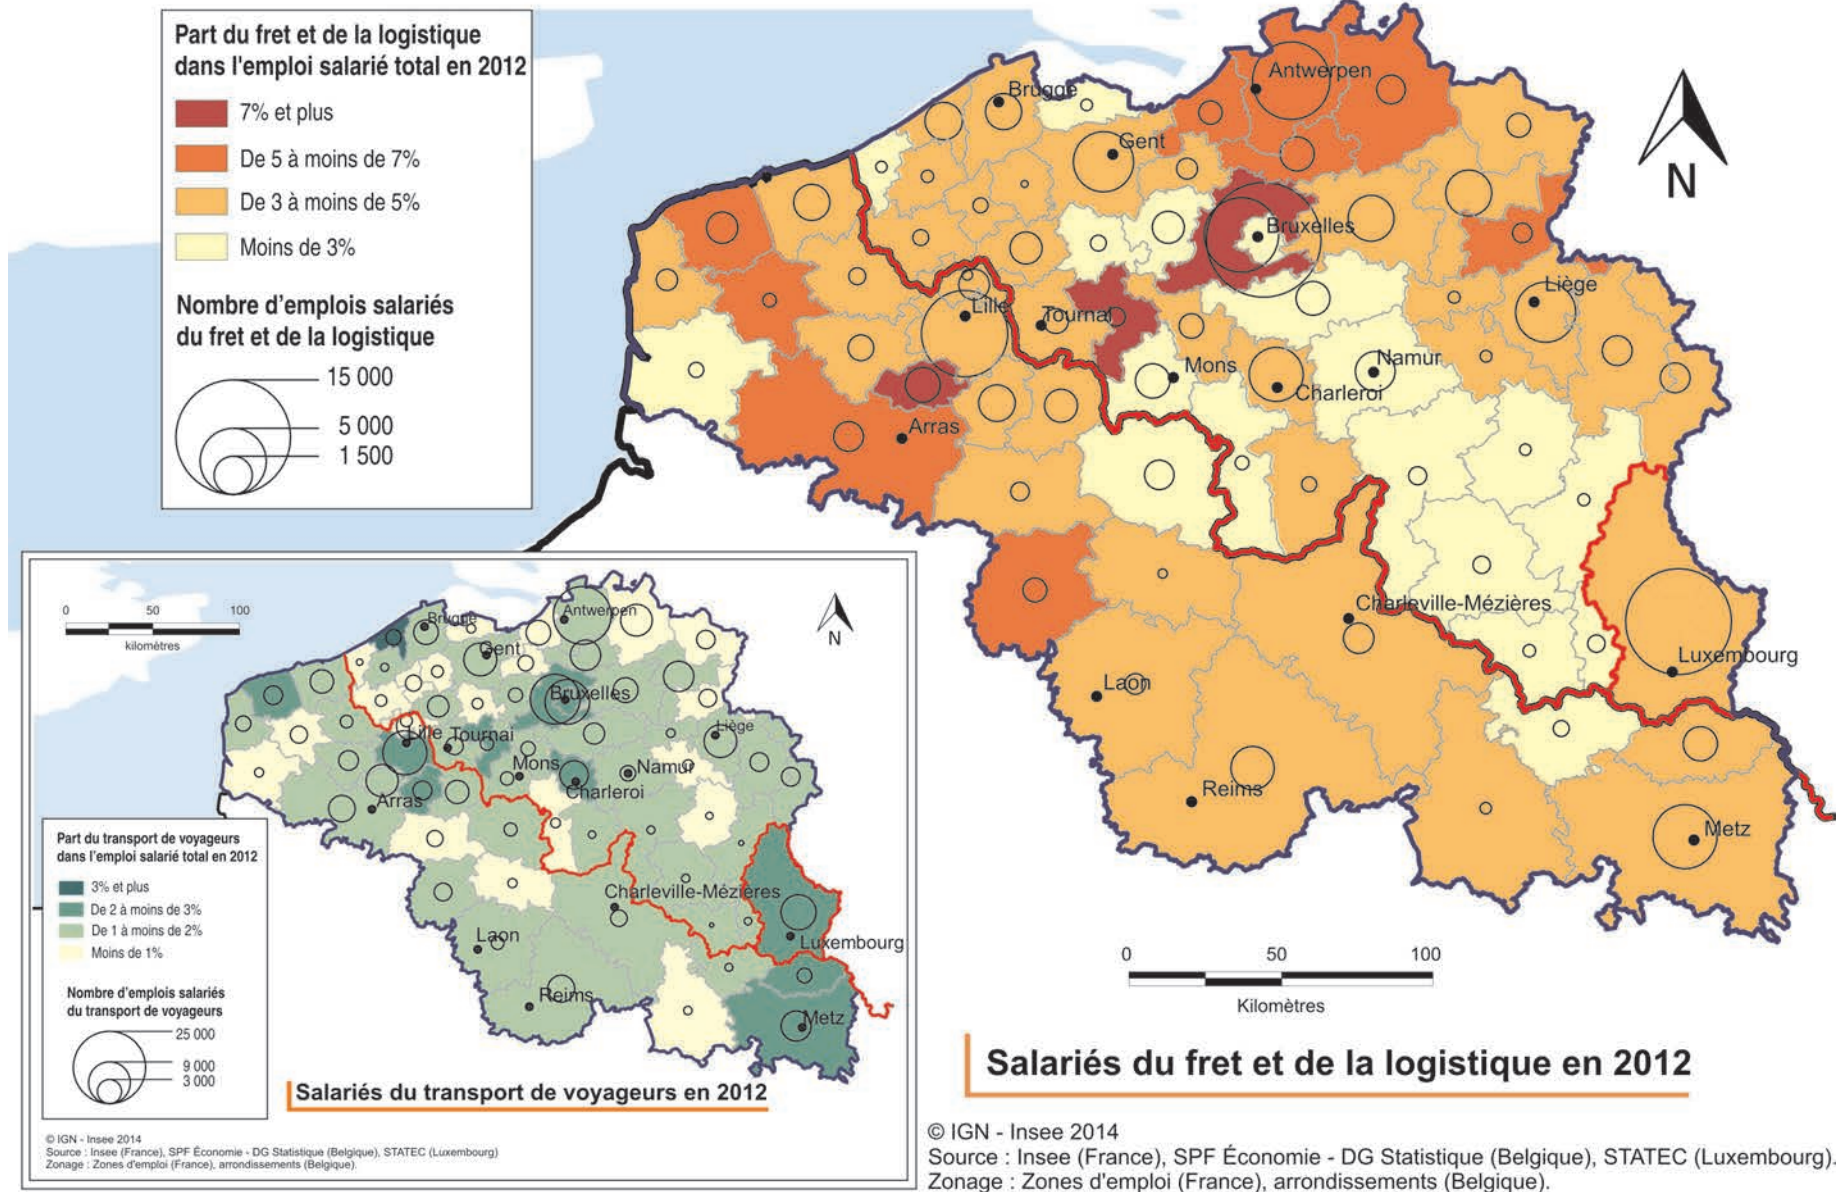 Part du fret et de la logistique
dans l'emploi salarié total en 2012
7% et plus
De 5 à moins de 7%
De 3 à moins de 5%
Moins de 3%
Nombre d’emplois salariés
du fret et de la logistique
15 000
5 000
1 500
Antwerpen
Brugge
Gent
N
Bruxelles
Liège
Lille
Tournai
Mons
Namur
Charleroi
Arras
Charleville-Mézières
Luxembourg
Laon
Reims
Metz
0 50 100
Kilomètres
Salariés du fret et de la logistique en 2012
© IGN - Insee 2014
Source : Insee (France), SPF Économie - DG Statistique (Belgique), STATEC (Luxembourg).
Zonage : Zones d'emploi (France), arrondissements (Belgique).
0 50 100
kilomètres
N
Antwerpen
Brugge
Gent
Bruxelles
Lille
Tournai
Liège
Mons
Namur
Charleroi
Arras
Charleville-Mézières
Laon
Luxembourg
Reims
Metz
Part du transport de voyageurs
dans l'emploi salarié total en 2012
3% et plus
De 2 à moins de 3%
De 1 à moins de 2%
Moins de 1%
Nombre d'emplois salariés
du transport de voyageurs
25 000
9 000
3 000
Salariés du transport de voyageurs en 2012
© IGN - Insee 2014
Source : Insee (France), SPF Économie - DG Statistique (Belgique), STATEC (Luxembourg)
Zonage : Zones d'emploi (France), arrondissements (Belgique).